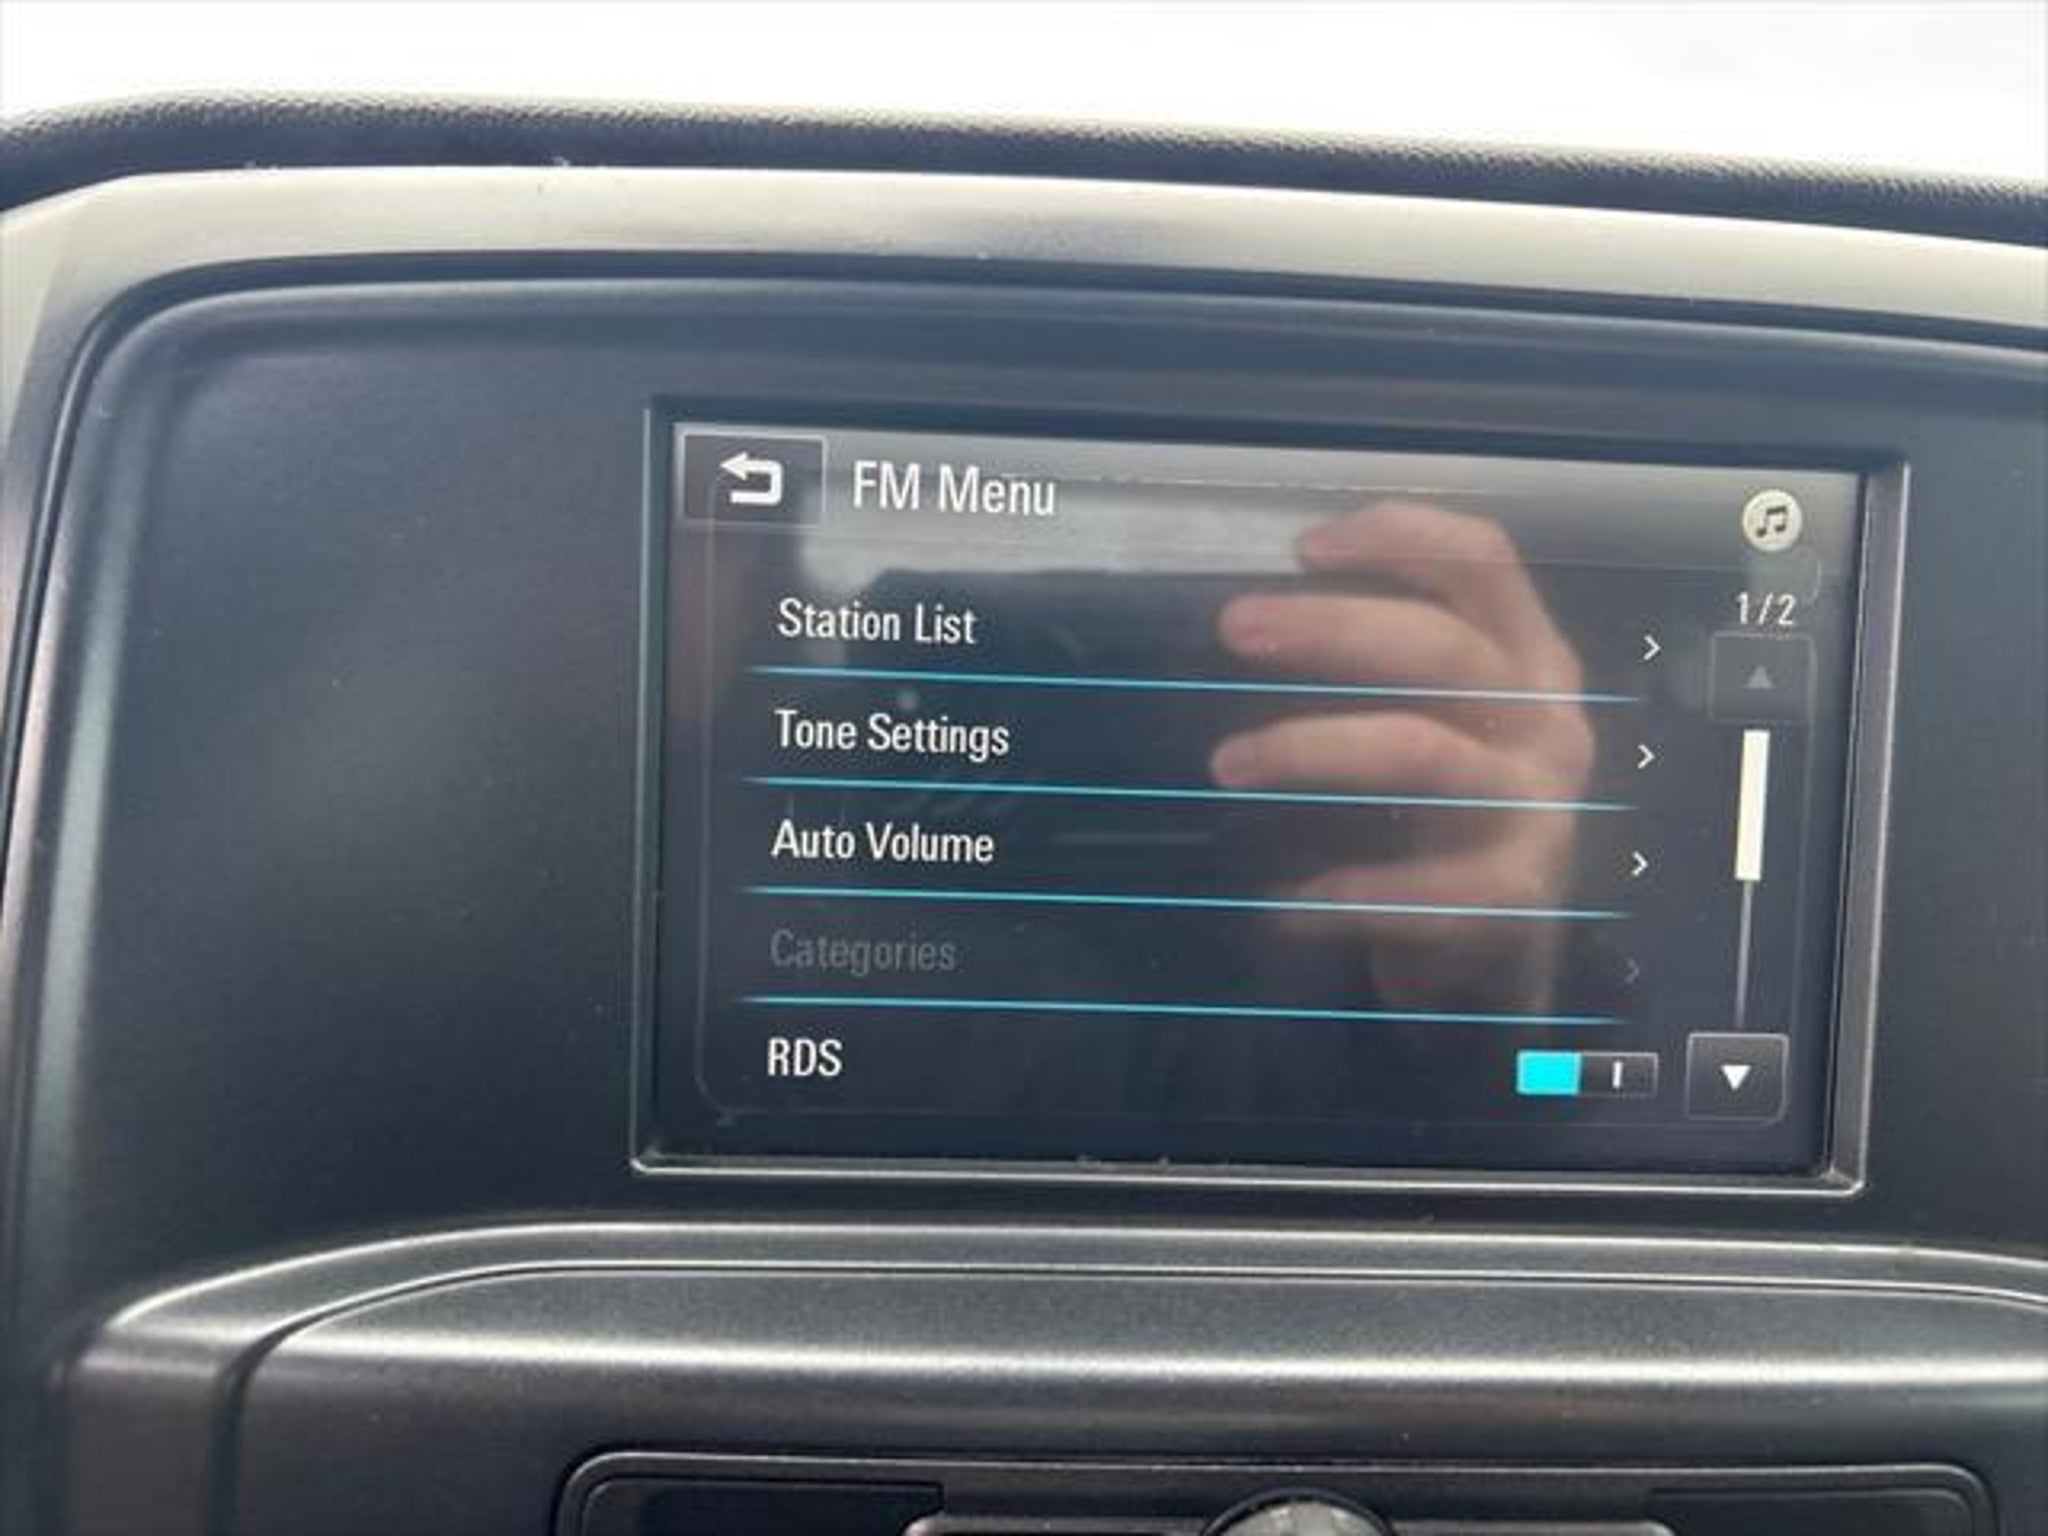 FM Menu
1/2
Station List
Tone Settings
Auto Volume
Categories
RDS